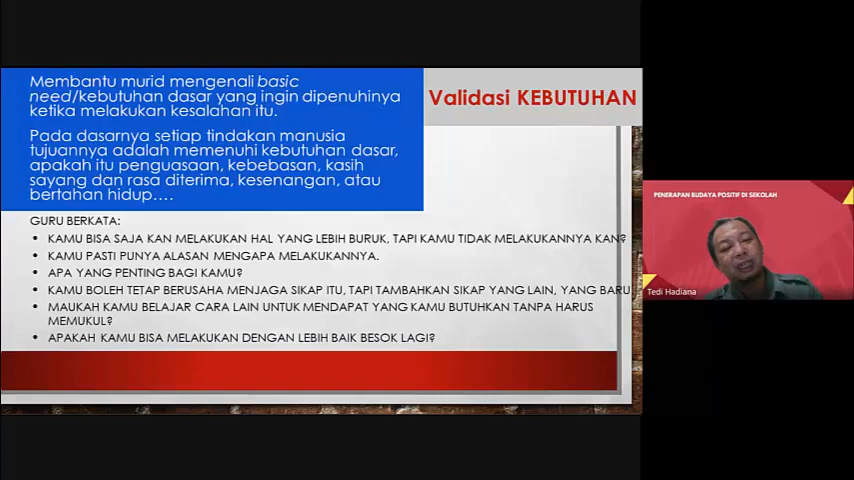 Membantu murid mengenali basic
need/kebutuhan dasar yang ingin dipenuhinya
ketika melakukan kesalahan itu.
Pada dasarnya setiap tindakan manusia
tujuannya adalah memenuhi kebutuhan dasar,
apakah itu penguasaan, kebebasan, kasih
sayang dan rasa diterima, kesenangan, atau
bertahan hidup....
Validasi KEBUTUHAN
GURU BERKATA:
• KAMU BISA SAJA KAN MELAKUKAN HAL YANG LEBIH BURUK, TAPI KAMU TIDAK MELAKUKANNYA KAN?
• KAMU PASTI PUNYA ALASAN MENGAPA MELAKUKANNYA.
• APA YANG PENTING BAGI KAMU?
• KAMU BOLEH TETAP BERUSAHA MENJAGA SIKAP ITU, TAPI TAMBAHKAN SIKAP YANG LAIN, YANG BARU
• MAUKAH KAMU BELAJAR CARA LAIN UNTUK MENDAPAT YANG KAMU BUTUHKAN TANPA HARUS
MEMUKUL?
• APAKAH KAMU BISA MELAKUKAN DENGAN LEBIH BAIK BESOK LAGI?
PENERAPAN BUDAYA POSITIF DI SEKOLAH
Tedi Hadiana